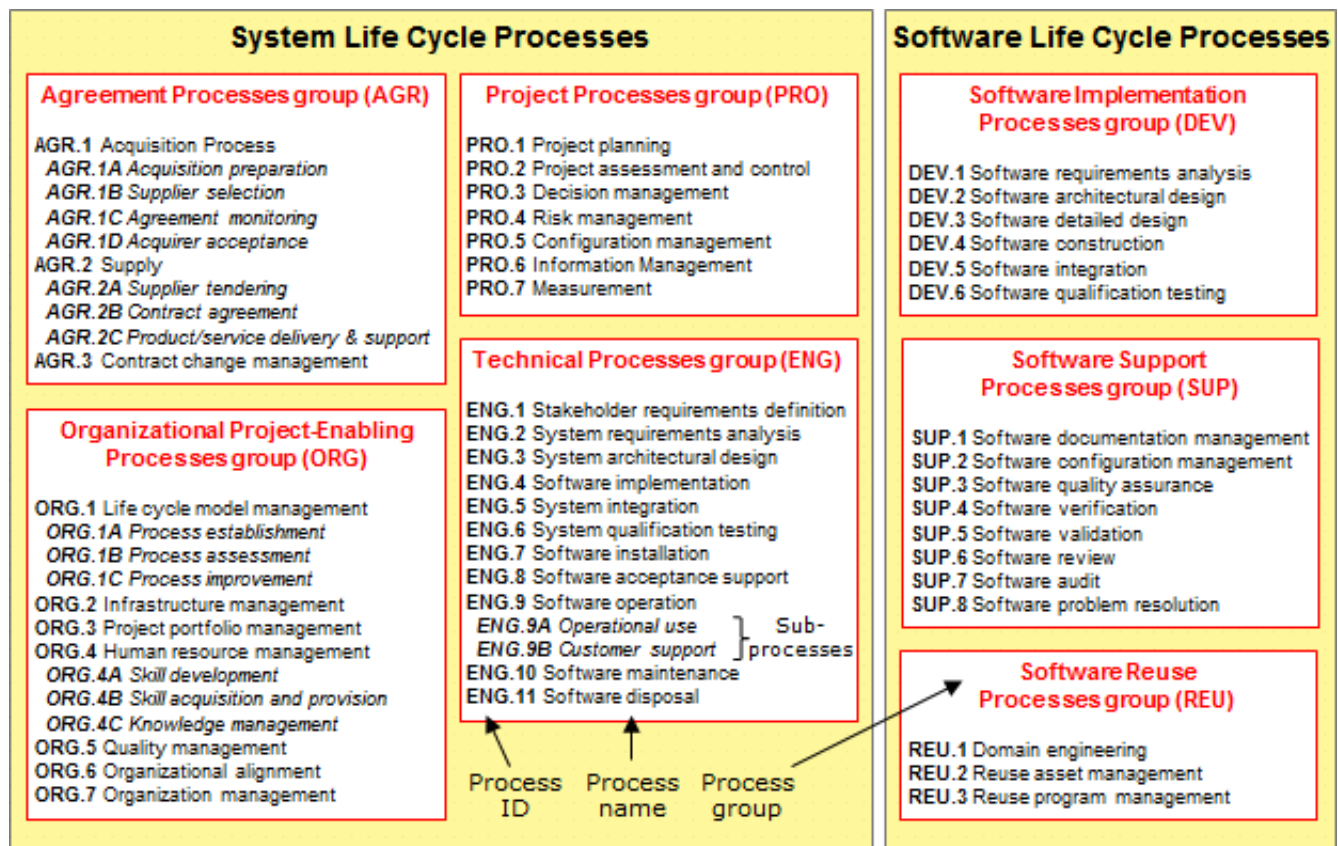 System Life Cycle Processes
Agreement Processes group (AGR)
AGR.1 Acquisition Process
AGR.1A Acquisition preparation
AGR.1B Supplier selection
AGR.1C Agreement monitoring
AGR.1D Acquirer acceptance
AGR.2 Supply
AGR.2A Supplier tendering
AGR.2B Contract agreement
AGR.2C Product/service delivery & support
AGR.3 Contract change management
Organizational Project-Enabling
Processes group (ORG)
ORG.1 Life cycle model management
ORG.1A Process establishment
ORG.1B Process assessment
ORG.1C Process improvement
ORG.2 Infrastructure management
ORG.3 Project portfolio management
ORG.4 Human resource management
ORG.4A Skill development
ORG.4B Skill acquisition and provision
ORG.4C Knowledge management
ORG.5 Quality management
ORG.6 Organizational alignment
ORG.7 Organization management
Project Processes group (PRO)
PRO.1 Project planning
PRO.2 Project assessment and control
PRO.3 Decision management
PRO.4 Risk management
PRO.5 Configuration management
PRO.6 Information Management
PRO.7 Measurement
Technical Processes group (ENG)
ENG.1 Stakeholder requirements definition
ENG.2 System requirements analysis
ENG.3 System architectural design
ENG.4 Software implementation
ENG.5 System integration
ENG.6 System qualification testing
ENG.7 Software installation
ENG.8 Software acceptance support
ENG.9 Software operation
ENG.9A Operational use
ENG.9B Customer support
Sub-
processes
ENG.10 Software maintenance
ENG.11 Software disposal
Process
ID
Process
name
Process
group
Software Life Cycle Processes
Software Implementation
Processes group (DEV)
DEV.1 Software requirements analysis
DEV.2 Software architectural design
DEV.3 Software detailed design
DEV.4 Software construction
DEV.5 Software integration
DEV.6 Software qualification testing
Software Support
Processes group (SUP)
SUP.1 Software documentation management
SUP.2 Software configuration management
SUP.3 Software quality assurance
SUP.4 Software verification
SUP.5 Software validation
SUP.6 Software review
SUP.7 Software audit
SUP.8 Software problem resolution
Software Reuse
Processes group (REU)
REU.1 Domain engineering
REU.2 Reuse asset management
REU.3 Reuse program management